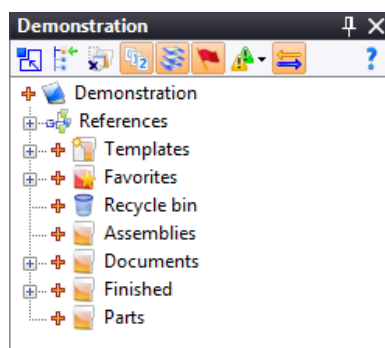 Demonstration
Demonstration
References
Templates
Favorites
Recycle bin
Assemblies
Documents
Finished
Parts